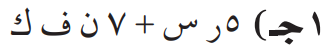 ١جـ) ٥ ر س + ٧ ن ف ك